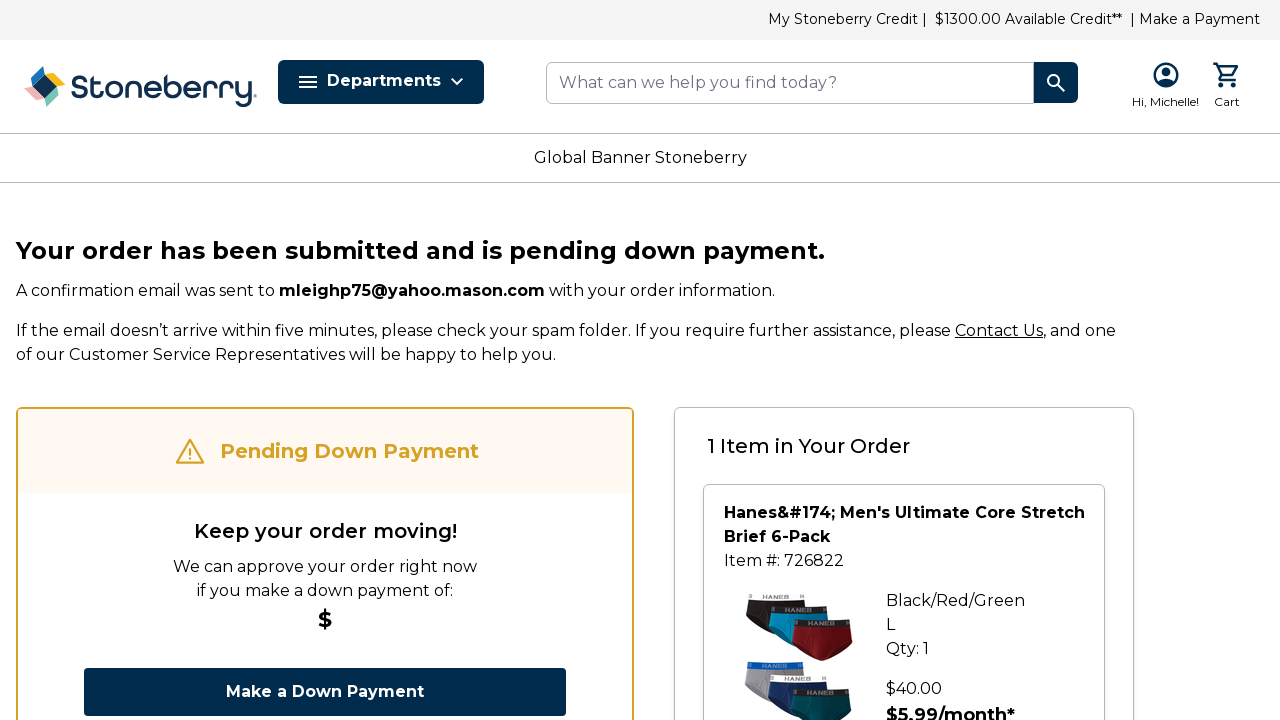 My Stoneberry Credit | $1300.00 Available Credit** | Make a Payment
Stoneberry
Departments
What can we help you find today?
Hi, Michelle!
Cart
Global Banner Stoneberry
Your order has been submitted and is pending down payment.
A confirmation email was sent to mleighp75@yahoo.mason.com with your order information.
If the email doesn’t arrive within five minutes, please check your spam folder. If you require further assistance, please Contact Us, and one
of our Customer Service Representatives will be happy to help you.
Pending Down Payment
Keep your order moving!
We can approve your order right now
if you make a down payment of:
$
Make a Down Payment
1 Item in Your Order
Hanes&#174; Men's Ultimate Core Stretch
Brief 6-Pack
Item #: 726822
HANES
HANES
HANES
HANES
HANES
HANES
Black/Red/Green
L
Qty: 1
$40.00
$5.99/month*